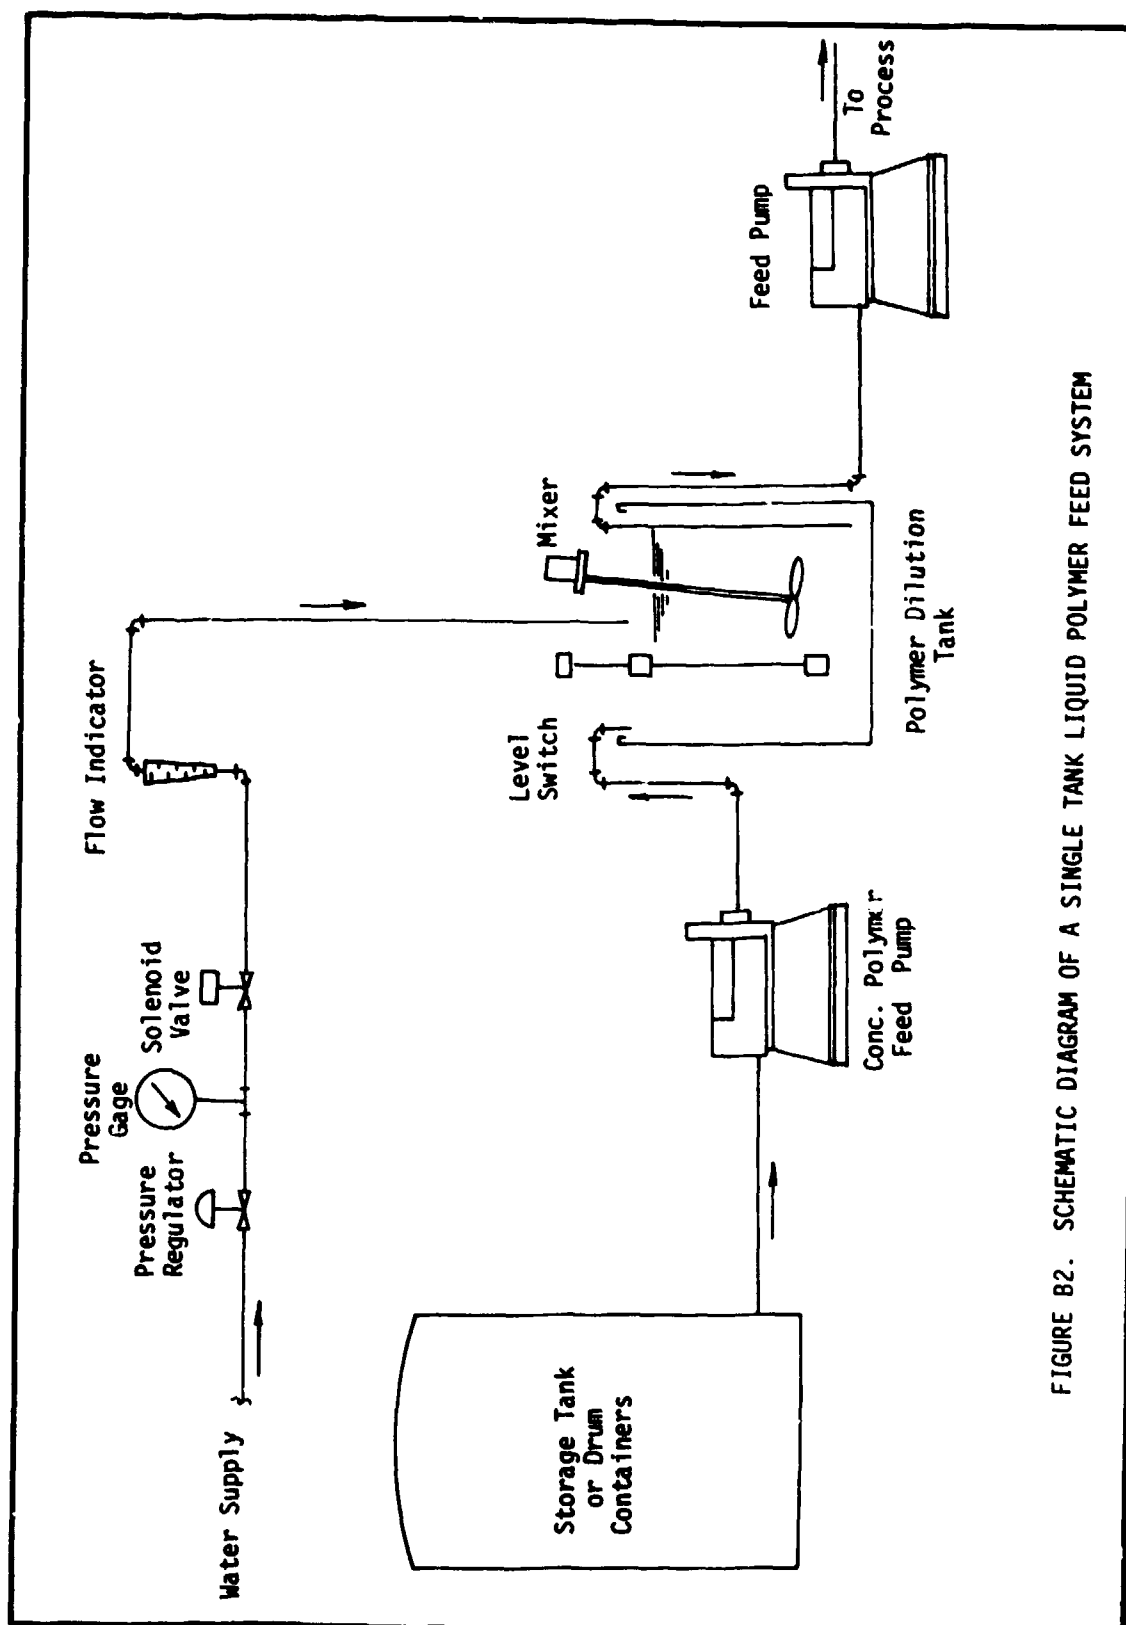 Water Supply
Pressure
Regulator
Pressure
Gage
Solenoid
Valve
Flow Indicator
Storage Tank
or Drum
Containers
Conc. Polymer
Feed Pump
Level
Switch
Mixer
Polymer Dilution
Tank
Feed Pump
To
Process
FIGURE B2. SCHEMATIC DIAGRAM OF A SINGLE TANK LIQUID POLYMER FEED SYSTEM